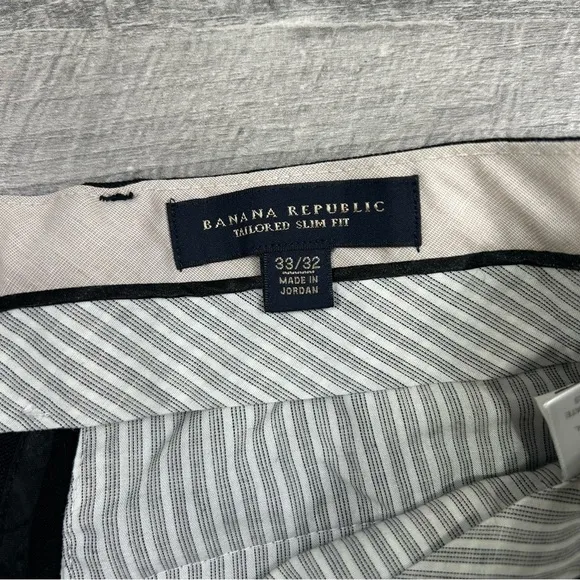 BANANA REPUBLIC
TAILORED SLIM FIT
33/32
MADE IN
JORDAN